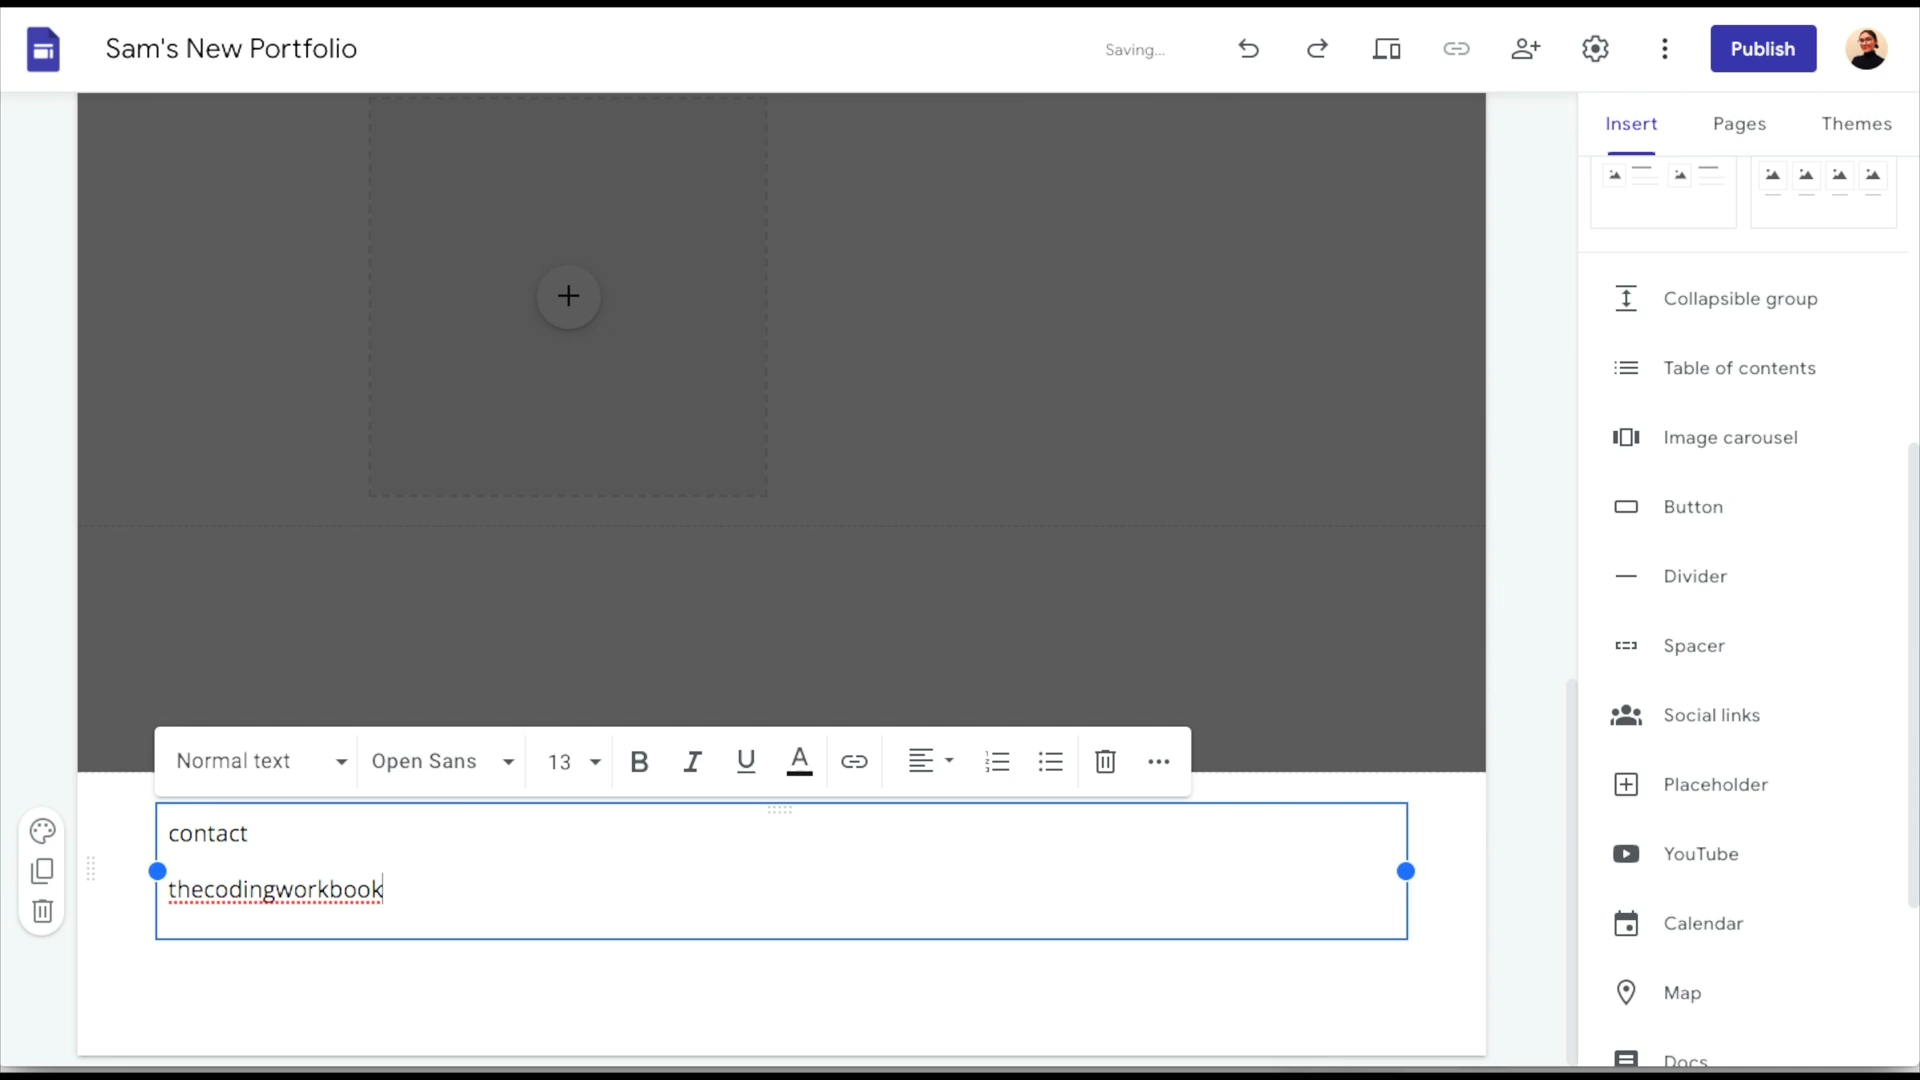 Sam's New Portfolio
Saving...
Publish
Insert Pages Themes
Collapsible group
Table of contents
Image carousel
Button
Divider
Spacer
Social links
Placeholder
YouTube
Calendar
Map
Docs
Normal text Open Sans 13 B I U A
contact
thecodingworkbook